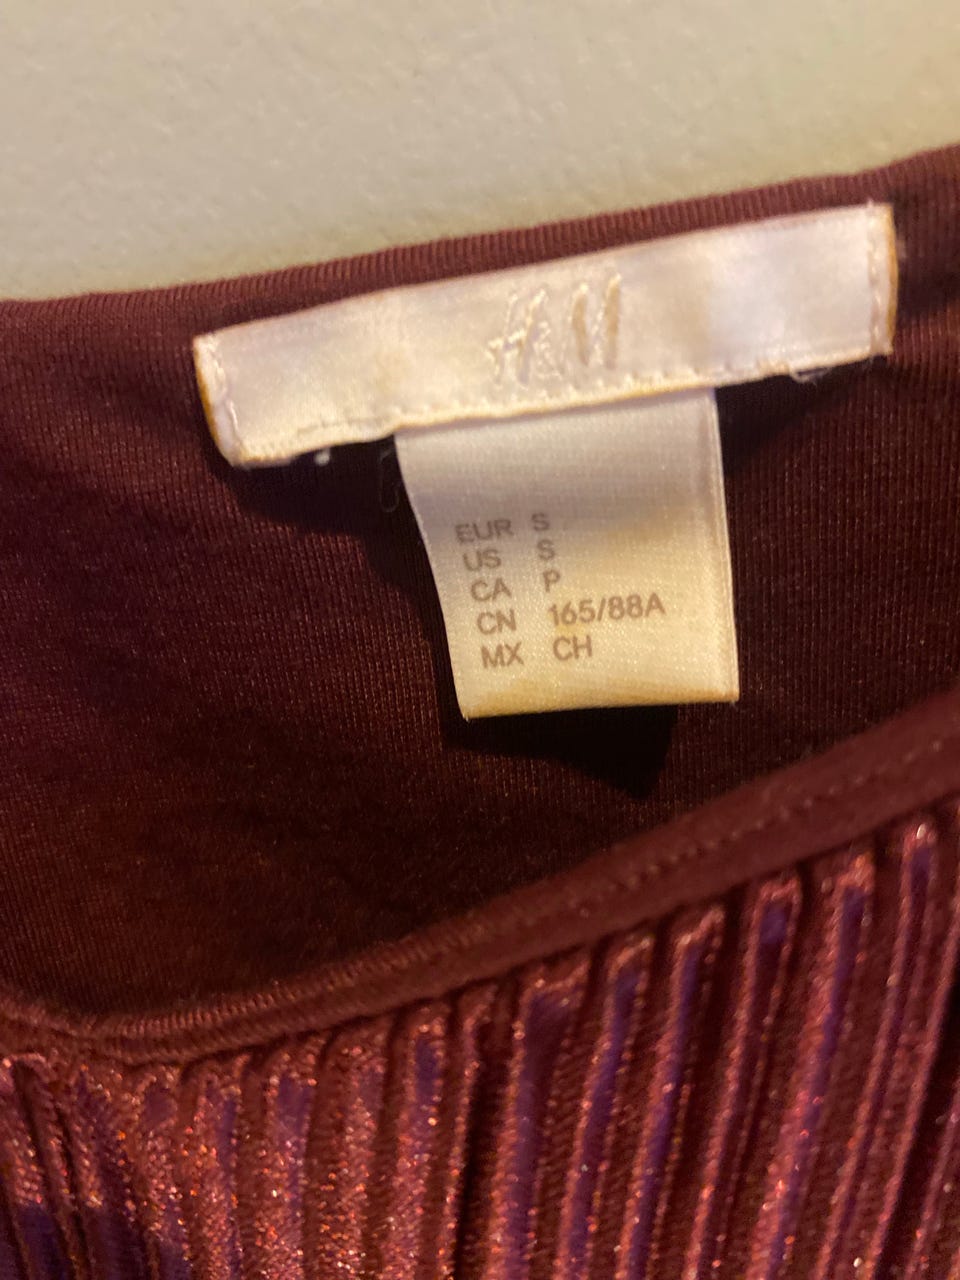 H&M
EUR S
US S
CA P
CN 165/88A
MX CH